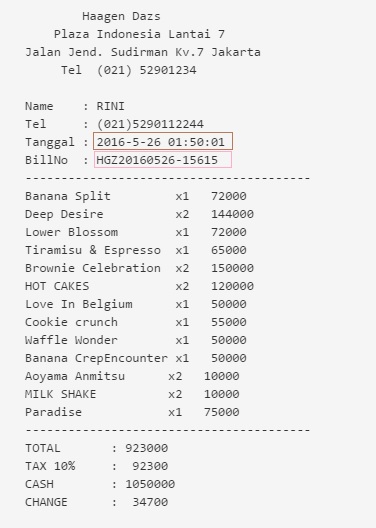 Haagen Dazs
Plaza Indonesia Lantai 7
Jalan Jend. Sudirman Kv.7 Jakarta
Tel (021) 52901234
Name : RINI
Tel : (021)5290112244
Tanggal : 2016-5-26 01:50:01
BillNo : HGZ20160526-15615
----------------------------------------
Banana Split x1 72000
Deep Desire x2 144000
Lower Blossom x1 72000
Tiramisu & Espresso x1 65000
Brownie Celebration x2 150000
HOT CAKES x2 120000
Love In Belgium x1 50000
Cookie crunch x1 55000
Waffle Wonder x1 50000
Banana CrepEncounter x1 50000
Aoyama Anmitsu x2 10000
MILK SHAKE x2 10000
Paradise x1 75000
----------------------------------------
TOTAL : 923000
TAX 10% : 92300
CASH : 1050000
CHANGE : 34700